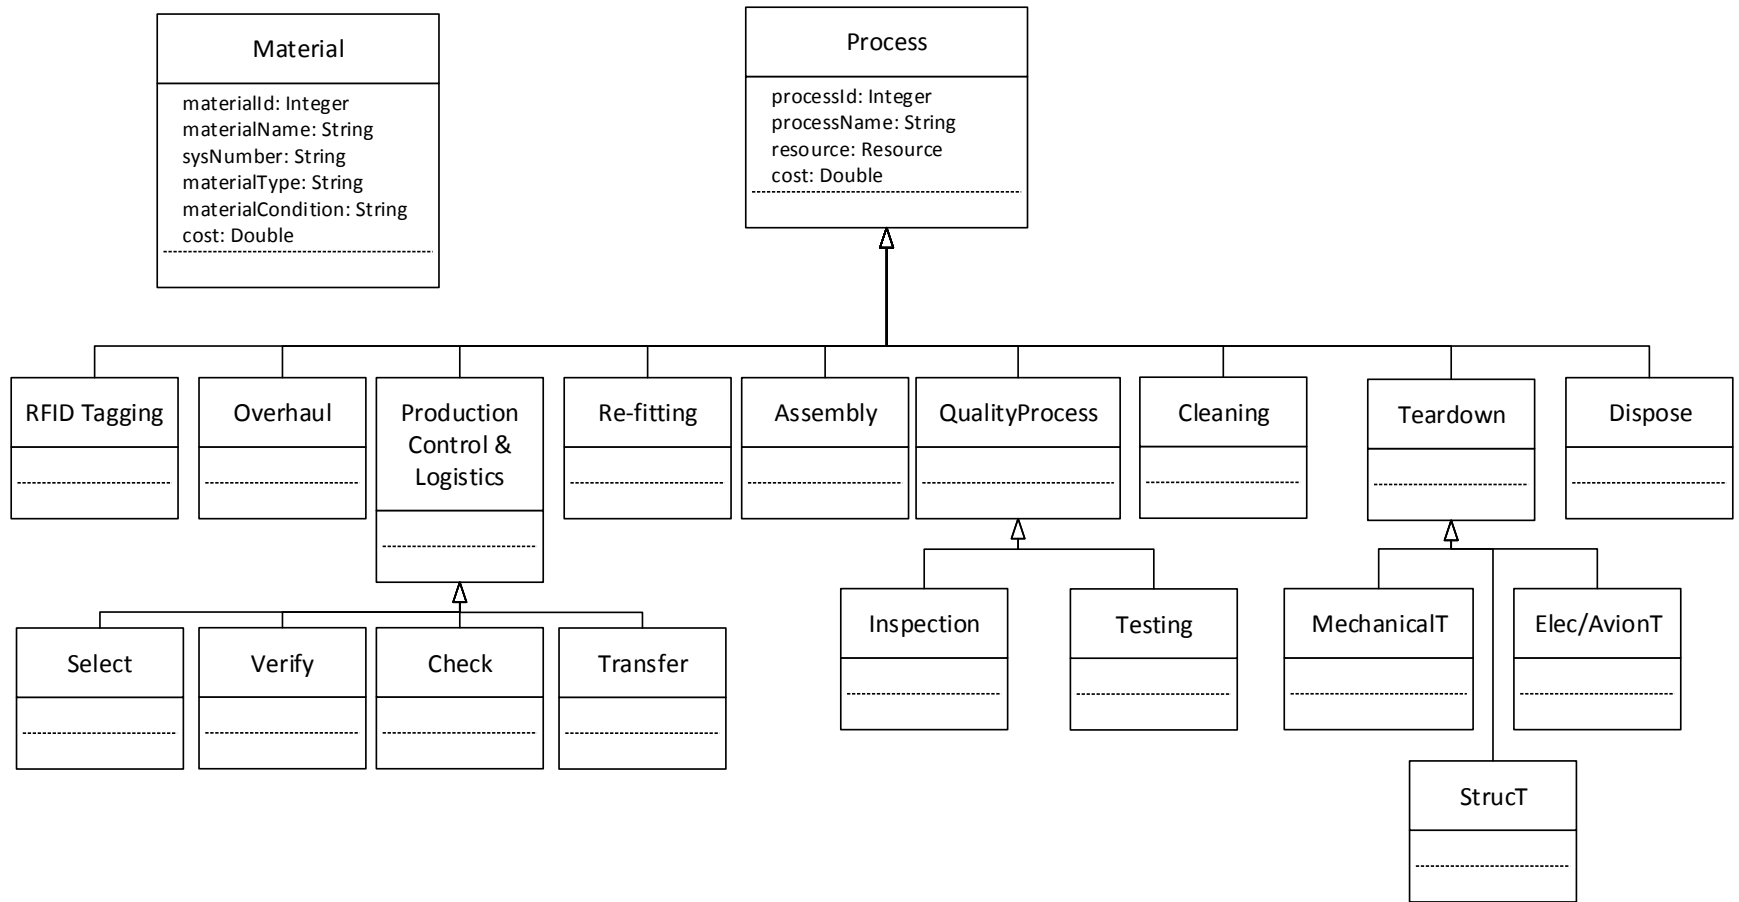 Material
materialId: Integer
materialName: String
sysNumber: String
materialType: String
materialCondition: String
cost: Double
Process
processId: Integer
processName: String
resource: Resource
cost: Double
RFID Tagging
Overhaul
Production
Control &
Logistics
Re-fitting
Assembly
QualityProcess
Cleaning
Teardown
Dispose
Select
Verify
Check
Transfer
Inspection
Testing
MechanicalT
Elec/AvionT
StrucT